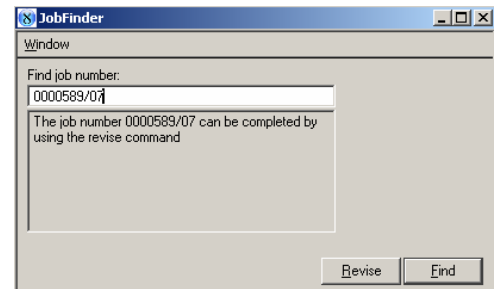 JobFinder
Window
Find job number:
0000589/07
The job number 0000589/07 can be completed by
using the revise command
Revise Find